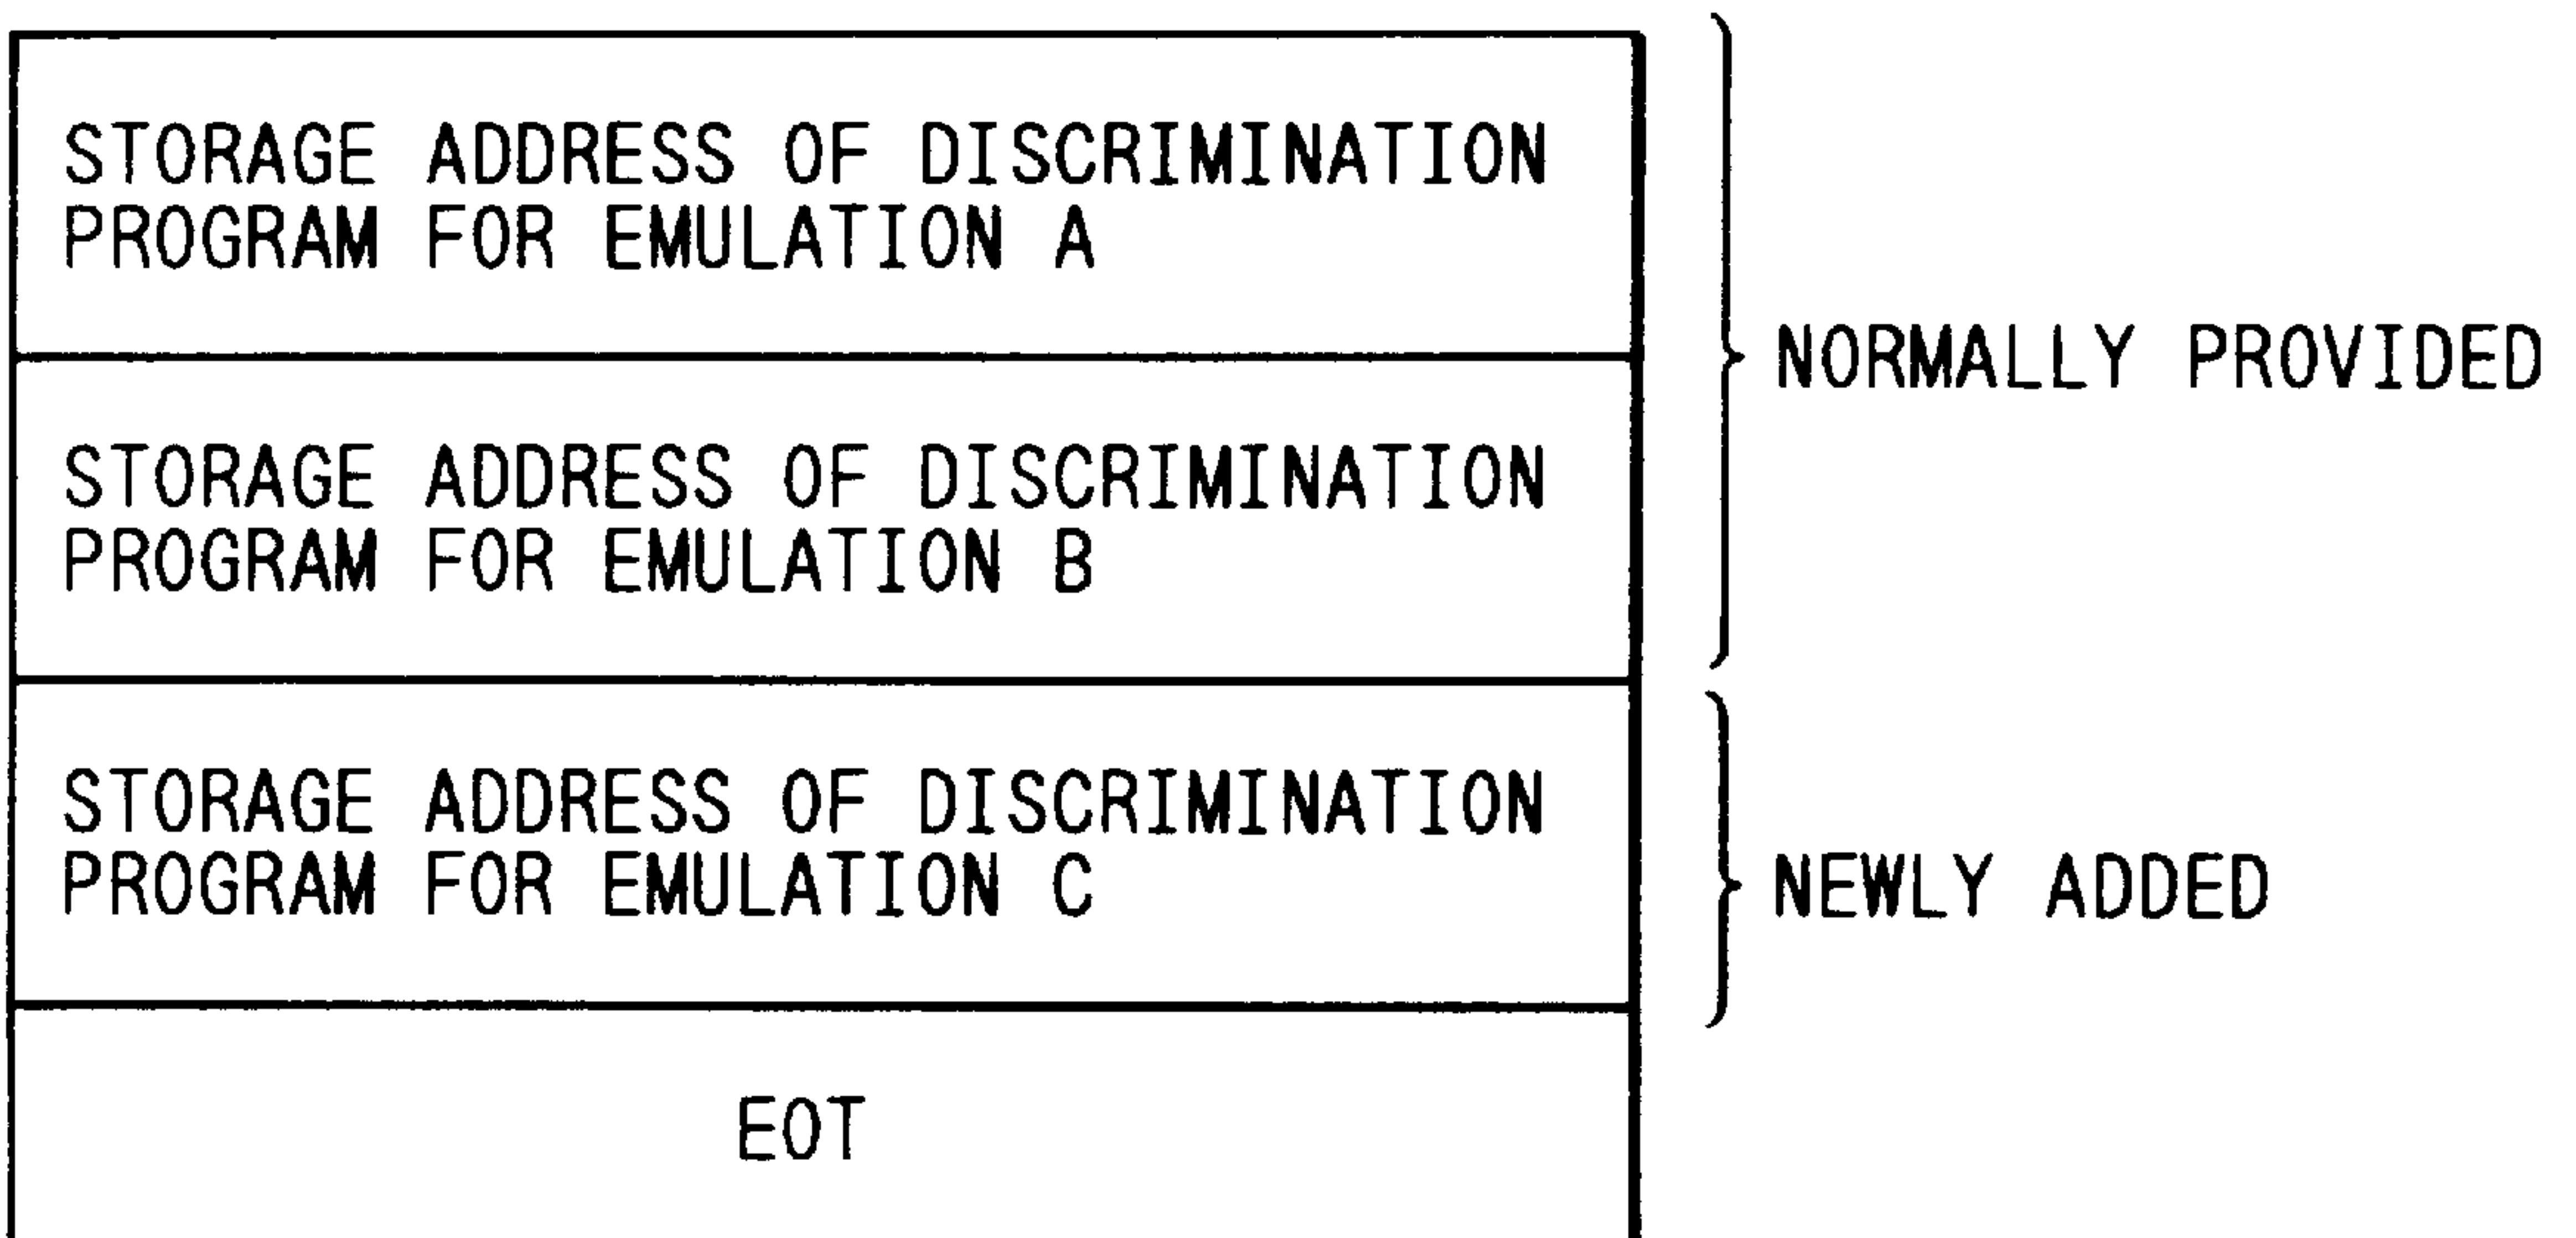 STORAGE ADDRESS OF DISCRIMINATION
PROGRAM FOR EMULATION A
NORMALLY PROVIDED
STORAGE ADDRESS OF DISCRIMINATION
PROGRAM FOR EMULATION B
STORAGE ADDRESS OF DISCRIMINATION
PROGRAM FOR EMULATION C
NEWLY ADDED
EOT